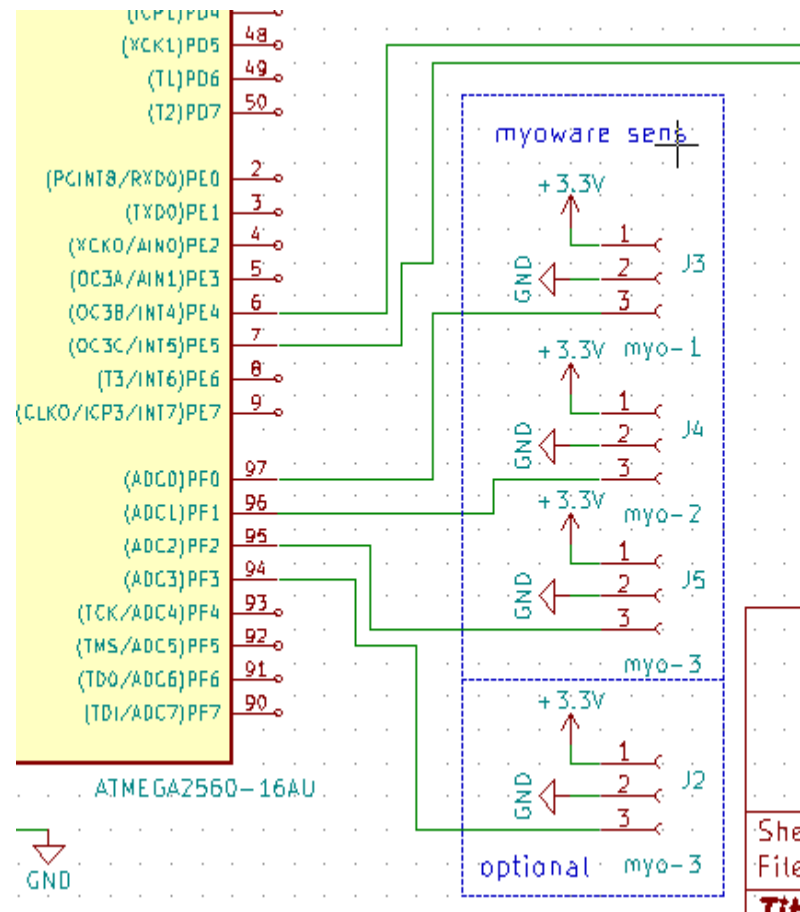 (ICP1)PD4
(XCK1)PD5 48
(T1)PD6 49
(T2)PD7 50
(PCINT8/RXD0)PE0 2
(TXD0)PE1 3
(XCK0/AIN0)PE2 4
(OC3A/AIN1)PE3 5
(OC3B/INT4)PE4 6
(OC3C/INT5)PE5 7
(T3/INT6)PE6 8
(CLKO/ICP3/INT7)PE7 9
(ADC0)PF0 97
(ADC1)PF1 96
(ADC2)PF2 95
(ADC3)PF3 94
(TCK/ADC4)PF4 93
(TMS/ADC5)PF5 92
(TDO/ADC6)PF6 91
(TDI/ADC7)PF7 90
ATMEGA2560-16AU
GND
myoware sens
+3.3V
1
GND 2 J3
3
myo-1
+3.3V
1
GND 2 J4
3
myo-2
+3.3V
1
GND 2 J5
3
myo-3
+3.3V
1
GND 2 J2
3
optional myo-3
She
File
Tit